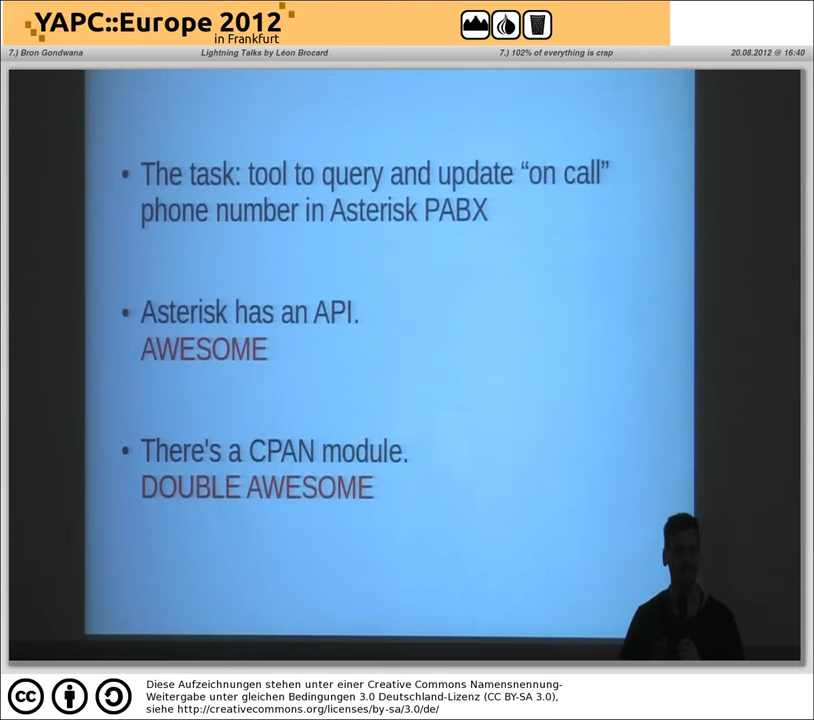 YAPC::Europe 2012
in Frankfurt
7.) Bron Gondwana Lightning Talks by Léon Brocard 7.) 102% of everything is crap 20.08.2012 @ 16:40
• The task: tool to query and update “on call”
phone number in Asterisk PABX
• Asterisk has an API.
AWESOME
• There's a CPAN module.
DOUBLE AWESOME
cc
Diese Aufzeichnungen stehen unter einer Creative Commons Namensnennung-
Weitergabe unter gleichen Bedingungen 3.0 Deutschland-Lizenz (CC BY-SA 3.0),
siehe http://creativecommons.org/licenses/by-sa/3.0/de/